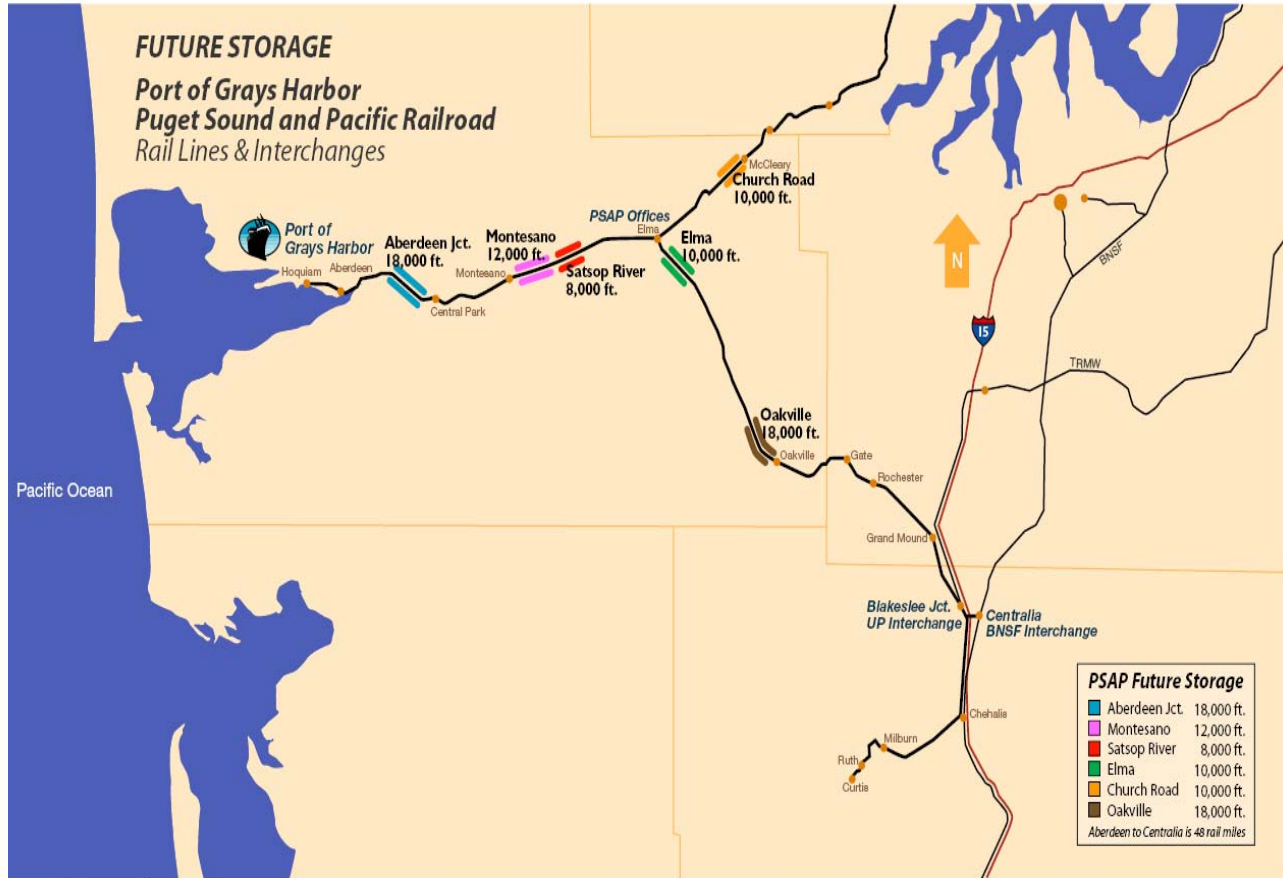 FUTURE STORAGE
Port of Grays Harbor
Puget Sound and Pacific Railroad
Rail Lines & Interchanges
McCleary
Church Road
10,000 ft.
PSAP Offices
Elma
Port of
Grays Harbor
Aberdeen Jct.
18,000 ft.
Montesano
12,000 ft.
Elma
10,000 ft.
Hoquiam
Aberdeen
Montesano
Satsop River
8,000 ft.
Central Park
N
BNSF
15
TRMW
Oakville
18,000 ft.
Oakville
Gate
Rochester
Pacific Ocean
Grand Mound
Blakeslee Jct.
UP Interchange
Centralia
BNSF Interchange
Chehalis
Milburn
Ruth
Curtis
PSAP Future Storage
Aberdeen Jct. 18,000 ft.
Montesano 12,000 ft.
Satsop River 8,000 ft.
Elma 10,000 ft.
Church Road 10,000 ft.
Oakville 18,000 ft.
Aberdeen to Centralia is 48 rail miles